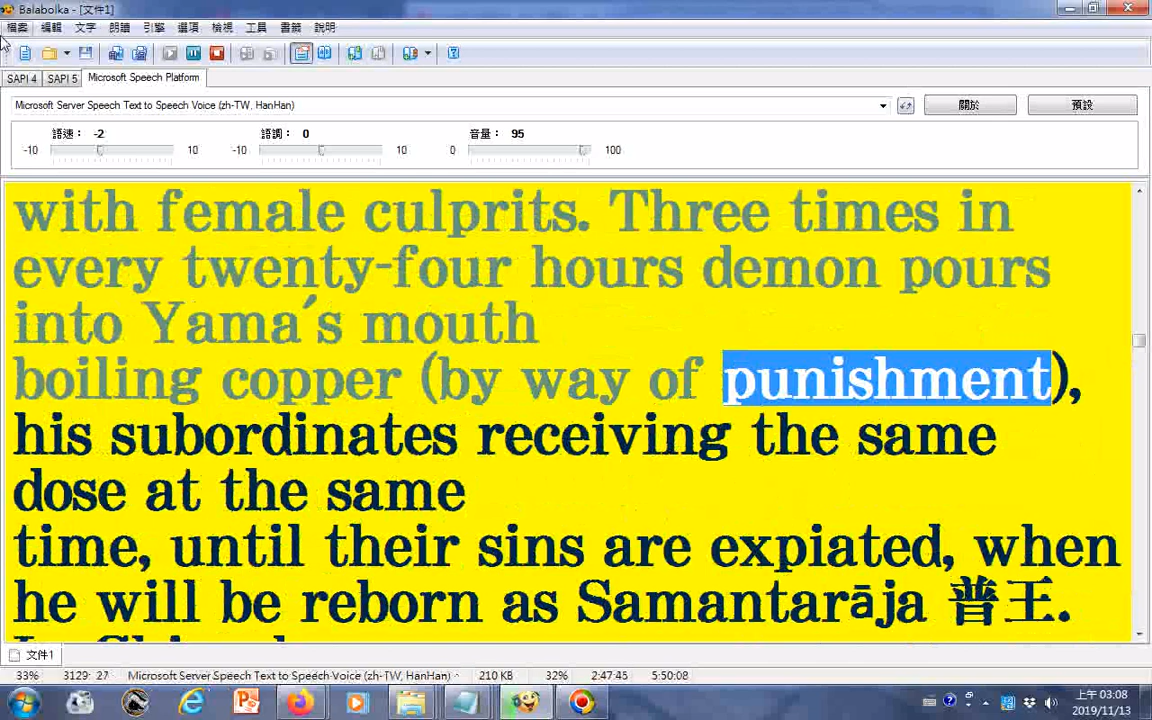 Balabolka - [文件1]
檔案 編輯 文字 朗讀 引擎 選項 檢視 工具 書籤 說明
SAPI 4 SAPI 5 Microsoft Speech Platform
Microsoft Server Speech Text to Speech Voice (zh-TW, HanHan) 關於 預設
語速： -2 語調： 0 音量： 95
-10 10 -10 10 0 100
with female culprits. Three times in
every twenty-four hours demon pours
into Yama´s mouth
boiling copper (by way of punishment),
his subordinates receiving the same
dose at the same
time, until their sins are expiated, when
he will be reborn as Samantarāja 普王.
文件1
33% 3129: 27 Microsoft Server Speech Text to Speech Voice (zh-TW, HanHan) 210 KB 32% 2:47:45 5:50:08
上午 03:08
2019/11/13